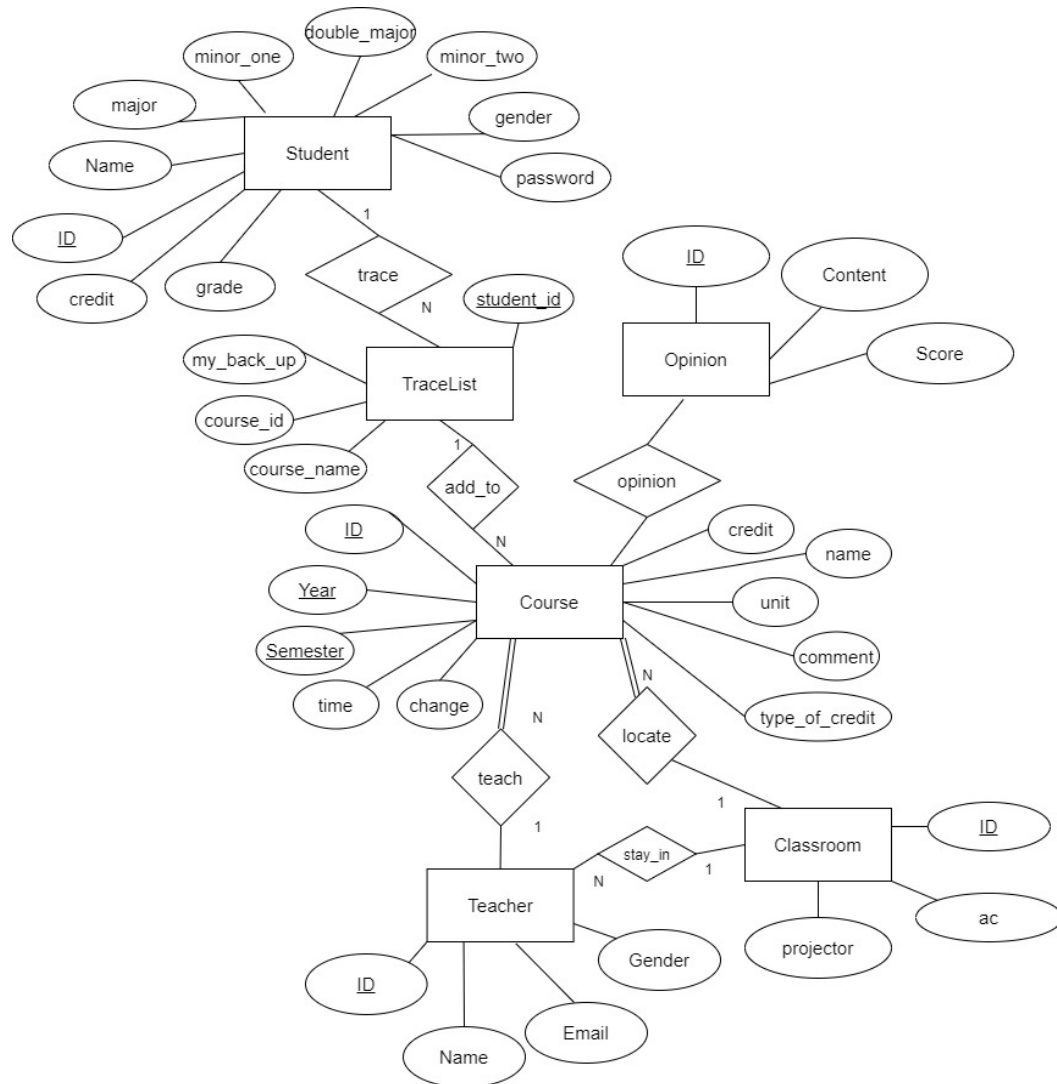 double_major
minor_one
minor_two
major
gender
Student
Name
password
ID
credit
grade
1
trace
N
student_id
ID
Content
my_back_up
TraceList
Opinion
Score
course_id
course_name
1
add_to
opinion
ID
N
credit
name
Year
Course
unit
Semester
comment
time
change
N
type_of_credit
N
locate
teach
1
1
stay_in
N
1
Classroom
ID
Teacher
ac
projector
Gender
ID
Name
Email